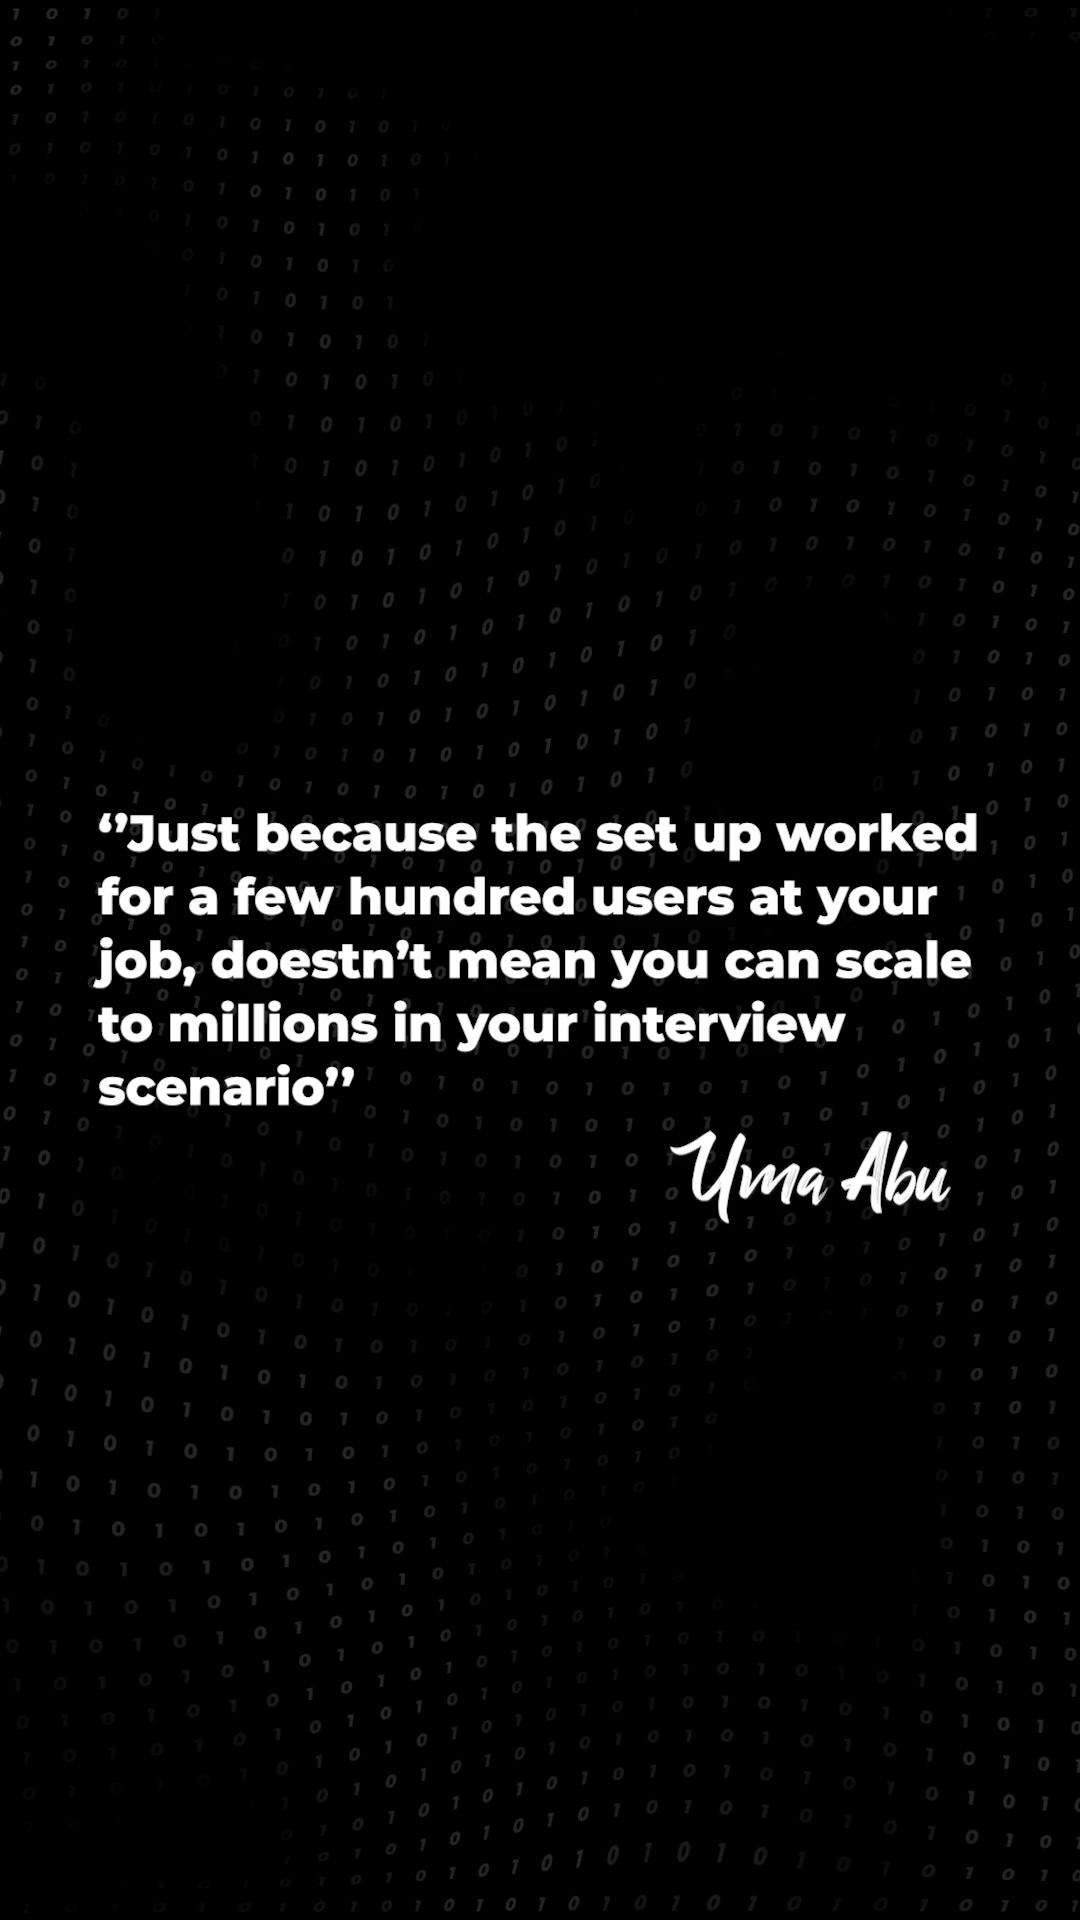 ‘’Just because the set up worked
for a few hundred users at your
job, doestn’t mean you can scale
to millions in your interview
scenario’’
Uma Abu